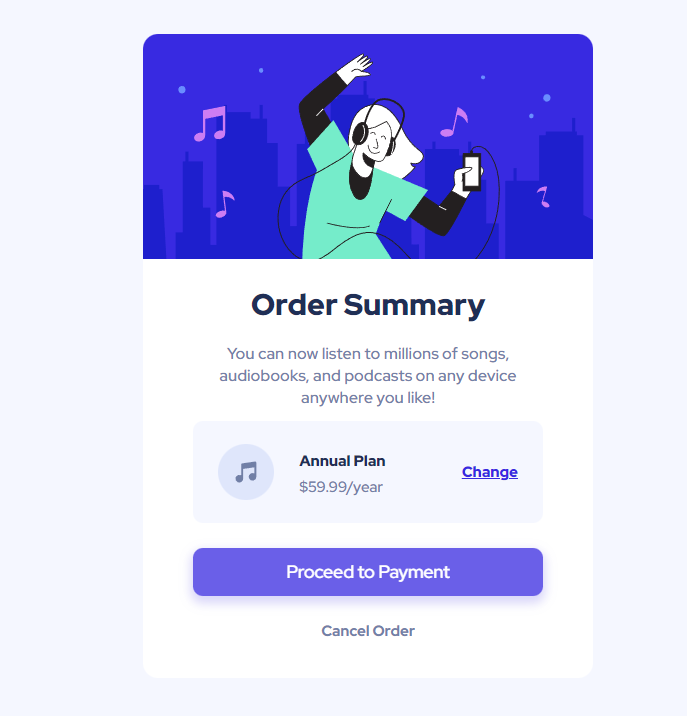 Order Summary
You can now listen to millions of songs,
audiobooks, and podcasts on any device
anywhere you like!
Annual Plan
$59.99/year
Change
Proceed to Payment
Cancel Order